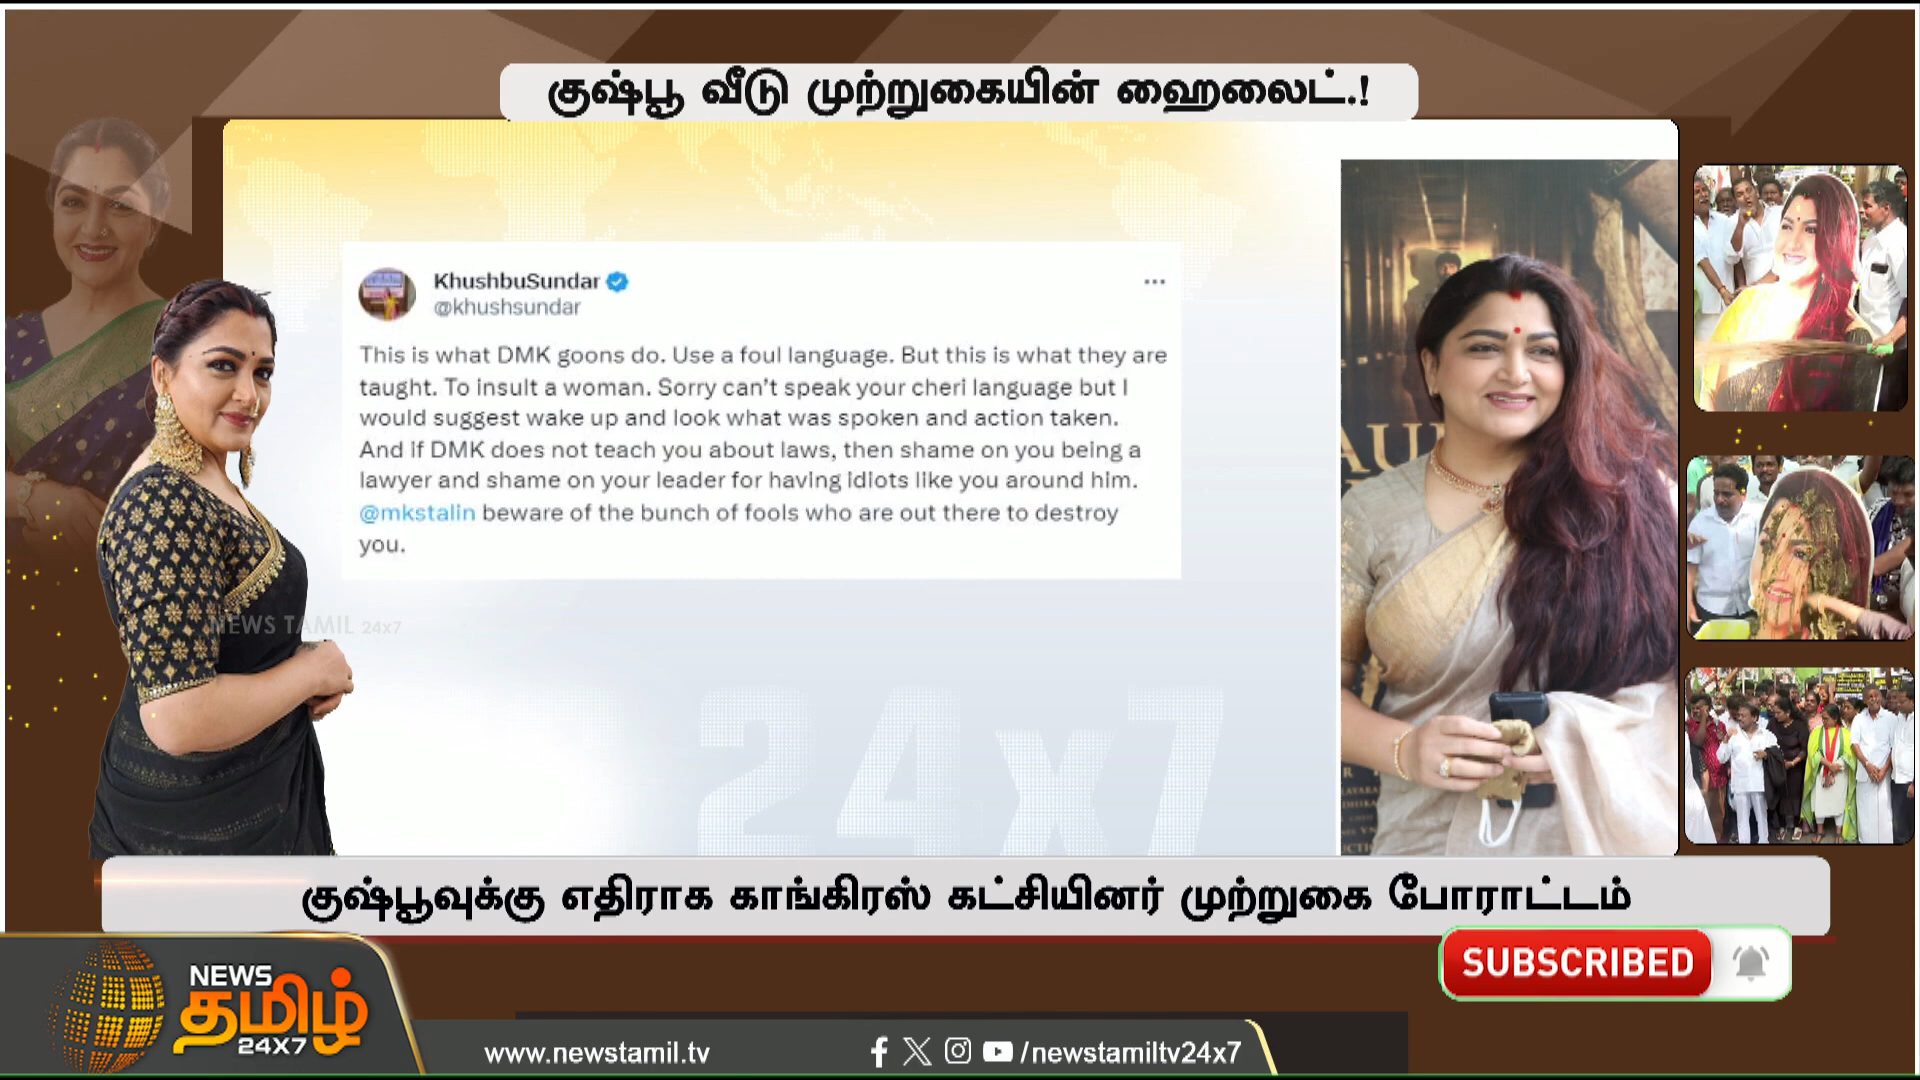 குஷ்பூ வீடு முற்றுகையின் ஹைலைட்.!
KhushbuSundar
@khushsundar
This is what DMK goons do. Use a foul language. But this is what they are
taught. To insult a woman. Sorry can't speak your cheri language but I
would suggest wake up and look what was spoken and action taken.
And if DMK does not teach you about laws, then shame on you being a
lawyer and shame on your leader for having idiots like you around him.
@mkstalin beware of the bunch of fools who are out there to destroy
you.
NEWS TAMIL 24x7
24x7
குஷ்பூவுக்கு எதிராக காங்கிரஸ் கட்சியினர் முற்றுகை போராட்டம்
SUBSCRIBED
NEWS
தமிழ்
24X7
www.newstamil.tv
/newstamiltv24x7